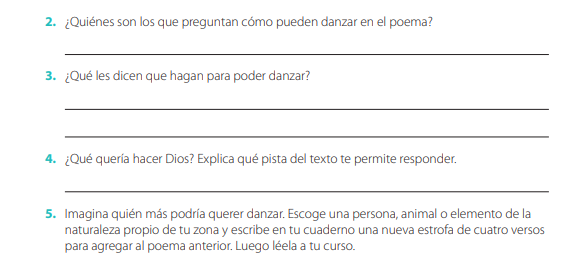 2. ¿Quiénes son los que preguntan cómo pueden danzar en el poema?
3. ¿Qué les dicen que hagan para poder danzar?
4. ¿Qué quería hacer Dios? Explica qué pista del texto te permite responder.
5. Imagina quién más podría querer danzar. Escoge una persona, animal o elemento de la
naturaleza propio de tu zona y escribe en tu cuaderno una nueva estrofa de cuatro versos
para agregar al poema anterior. Luego léela a tu curso.